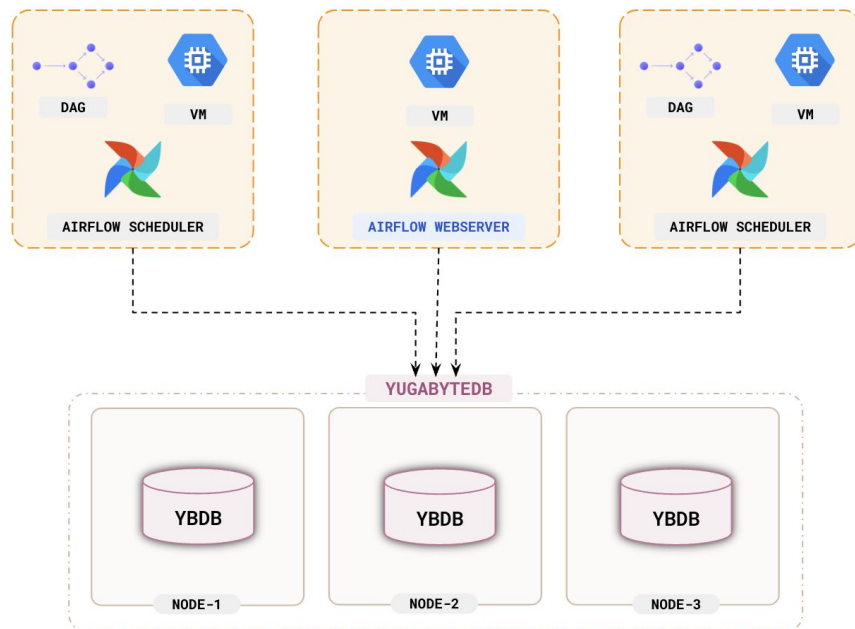 DAG
VM
AIRFLOW SCHEDULER
VM
AIRFLOW WEBSERVER
DAG
VM
AIRFLOW SCHEDULER
YUGABYTEDB
YBDB
NODE-1
YBDB
NODE-2
YBDB
NODE-3